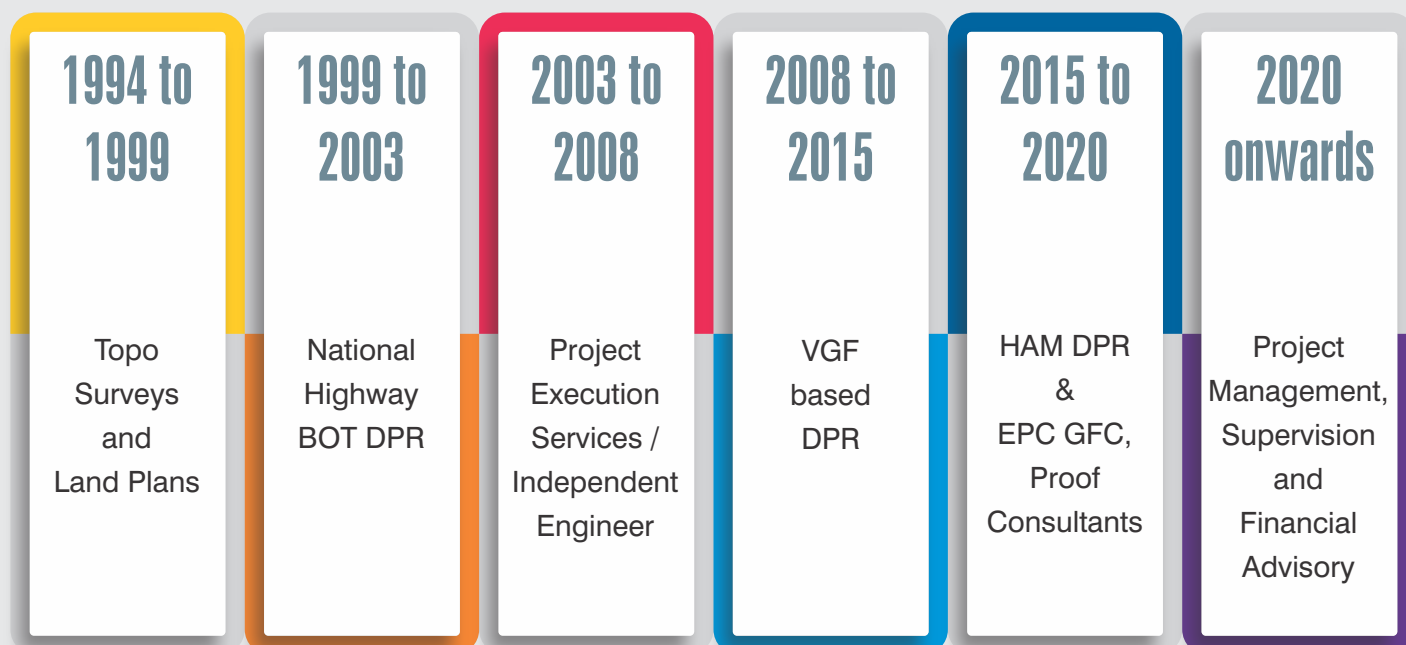 1994 to
1999
Topo
Surveys
and
Land Plans
1999 to
2003
National
Highway
BOT DPR
2003 to
2008
Project
Execution
Services /
Independent
Engineer
2008 to
2015
VGF
based
DPR
2015 to
2020
HAM DPR
&
EPC GFC,
Proof
Consultants
2020
onwards
Project
Management,
Supervision
and
Financial
Advisory